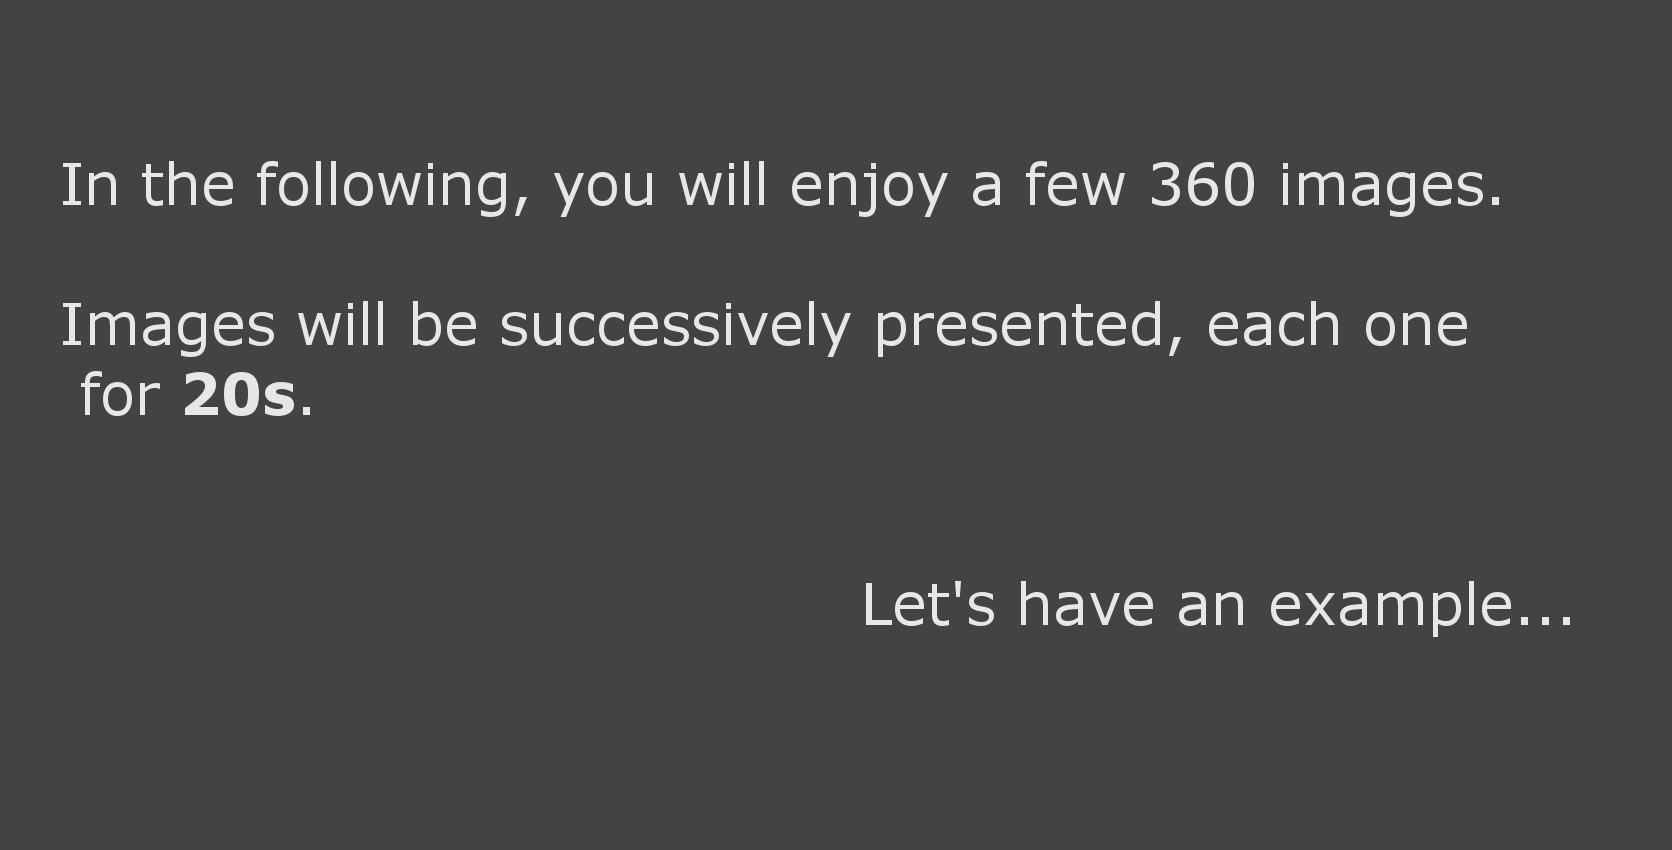 In the following, you will enjoy a few 360 images.
Images will be successively presented, each one
for 20s.
Let's have an example...